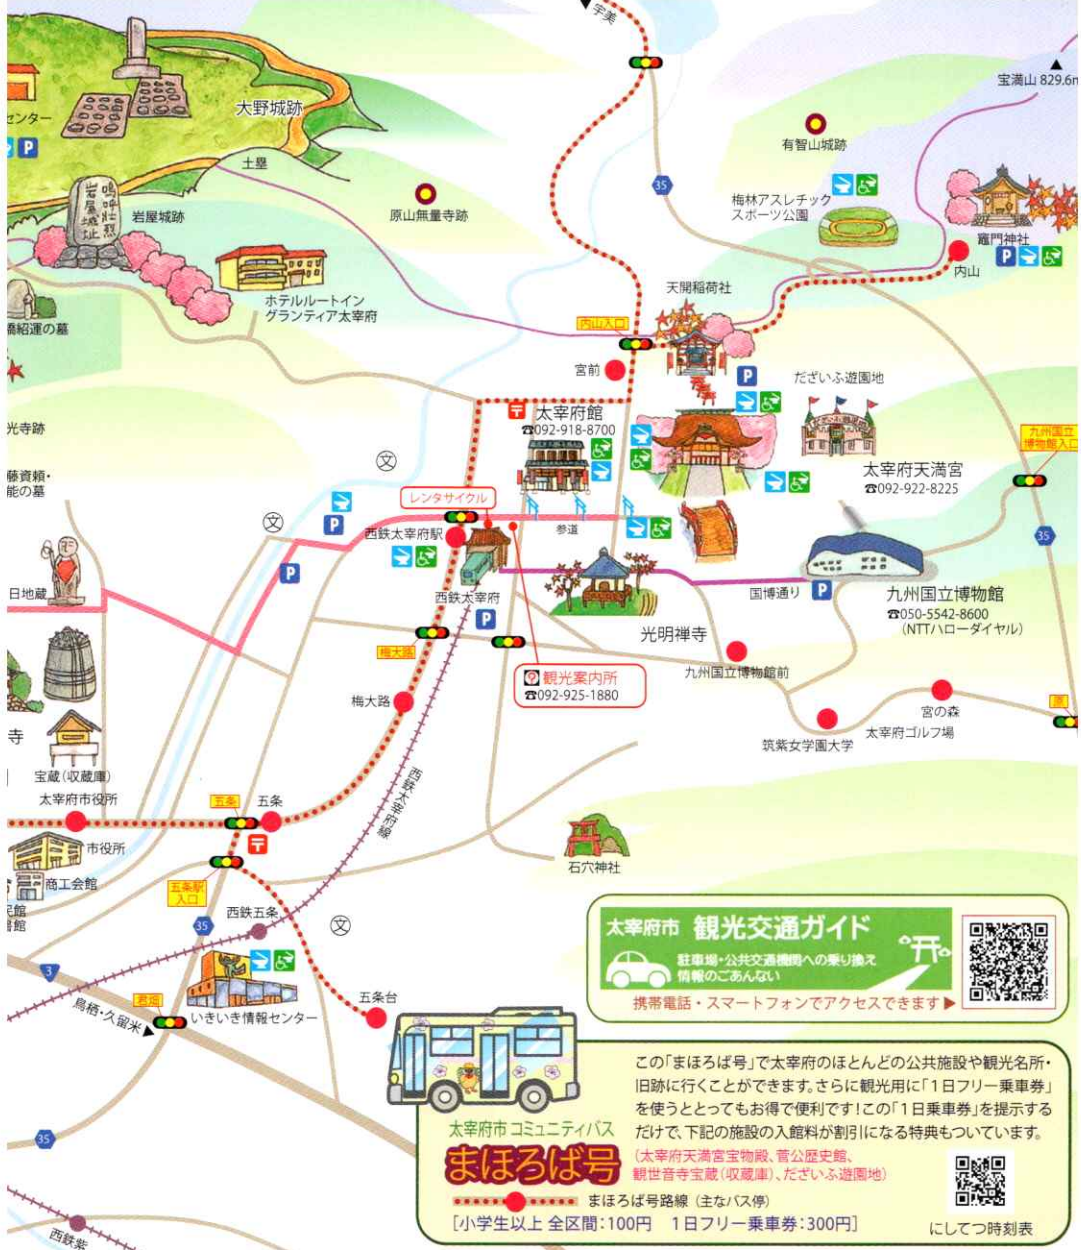 宇美
宝満山 829.6m
大野城跡
センター
P
土塁
有智山城跡
35
梅林アスレチック
スポーツ公園
嗚呼壮烈
岩屋城址
岩屋城跡
原山無量寺跡
竈門神社
P
内山
ホテルルートイン
グランティア太宰府
天開稲荷社
橋紹運の墓
内山入口
宮前
P
だざいふ遊園地
太宰府館
☎092-918-8700
光寺跡
九州国立
博物館入口
藤資頼・
能の墓
文
太宰府天満宮
☎092-922-8225
レンタサイクル
文
P
西鉄太宰府駅
参道
35
P
日地蔵
西鉄太宰府
P
国博通り
P
九州国立博物館
☎050-5542-8600
(NTTハローダイヤル)
光明禅寺
梅大路
九州国立博物館前
観光案内所
☎092-925-1880
梅大路
宮の森
原
寺
筑紫女学園大学
太宰府ゴルフ場
宝蔵(収蔵庫)
西鉄太宰府線
太宰府市役所
五条
五条
市役所
石穴神社
商工会館
五条駅
入口
民館
書館
西鉄五条
35
文
太宰府市 観光交通ガイド
駐車場・公共交通機関への乗り換え
情報のごあんない
携帯電話・スマートフォンでアクセスできます▶
3
君畑
鳥栖・久留米
いきいき情報センター
五条台
35
この「まほろば号」で太宰府のほとんどの公共施設や観光名所・
旧跡に行くことができます。さらに観光用に「1日フリー乗車券」
を使うととってもお得で便利です!この「1日乗車券」を提示する
だけで、下記の施設の入館料が割引になる特典もついています。
(太宰府天満宮宝物殿、菅公歴史館、
観世音寺宝蔵(収蔵庫)、だざいふ遊園地)
太宰府市コミュニティバス
まほろば号
まほろば号路線 (主なバス停)
[小学生以上 全区間:100円 1日フリー乗車券:300円]
にしてつ時刻表
西鉄紫